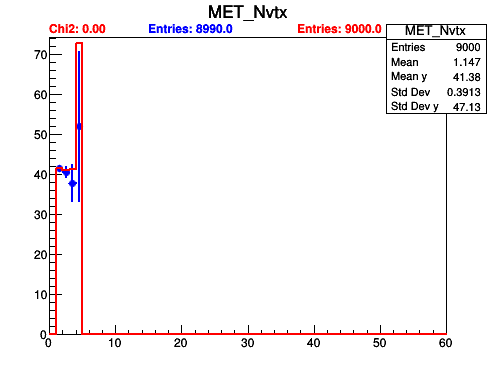 MET_Nvtx
Chi2: 0.00 Entries: 8990.0 Entries: 9000.0
MET_Nvtx
Entries 9000
Mean 1.147
Mean y 41.38
Std Dev 0.3913
Std Dev y 47.13
70
60
50
40
30
20
10
0
0 10 20 30 40 50 60